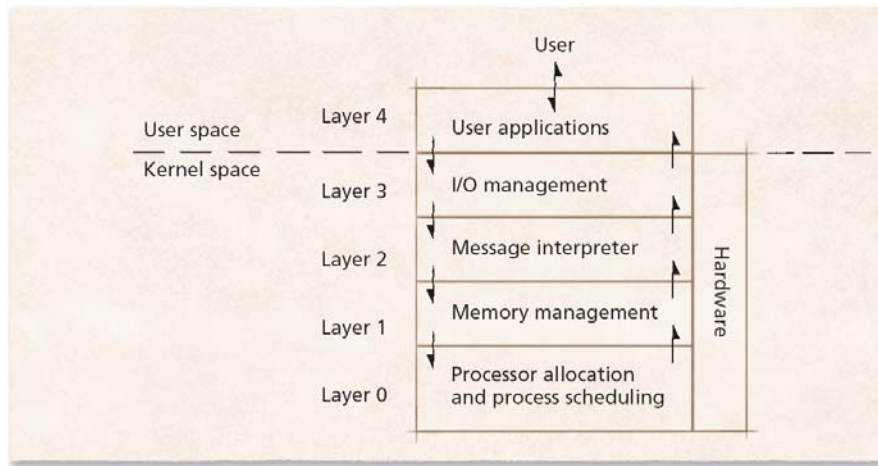 User
Layer 4
User applications
User space
Kernel space
Layer 3
I/O management
Layer 2
Message interpreter
Hardware
Layer 1
Memory management
Layer 0
Processor allocation
and process scheduling